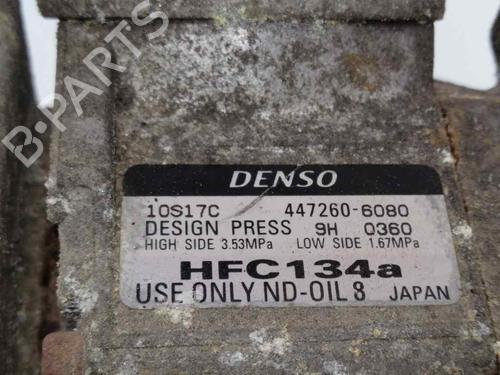 B-PARTS
DENSO
10S17C 447260-6080
DESIGN PRESS 9H 0360
HIGH SIDE 3.53MPa LOW SIDE 1.67MPa
HFC134a
USE ONLY ND-OIL 8 JAPAN